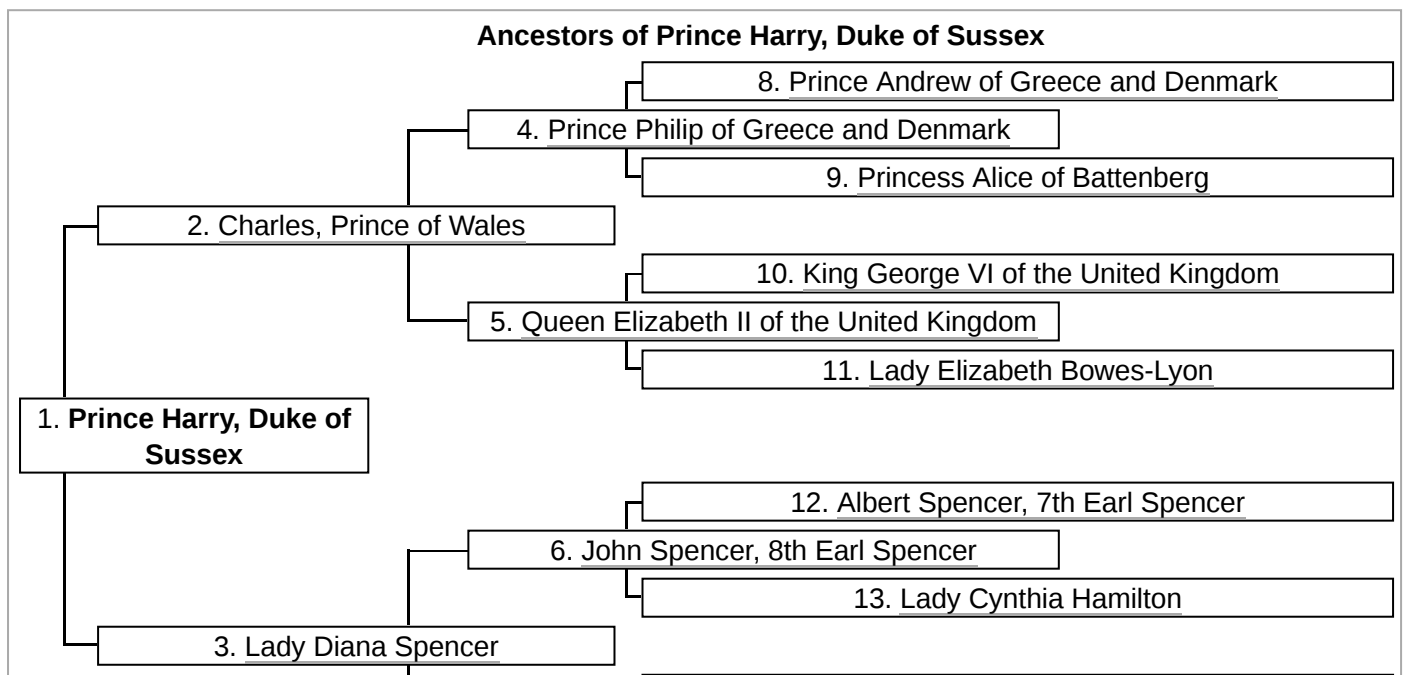 Ancestors of Prince Harry, Duke of Sussex
8. Prince Andrew of Greece and Denmark
4. Prince Philip of Greece and Denmark
9. Princess Alice of Battenberg
2. Charles, Prince of Wales
10. King George VI of the United Kingdom
5. Queen Elizabeth II of the United Kingdom
11. Lady Elizabeth Bowes-Lyon
1. Prince Harry, Duke of
Sussex
12. Albert Spencer, 7th Earl Spencer
6. John Spencer, 8th Earl Spencer
13. Lady Cynthia Hamilton
3. Lady Diana Spencer